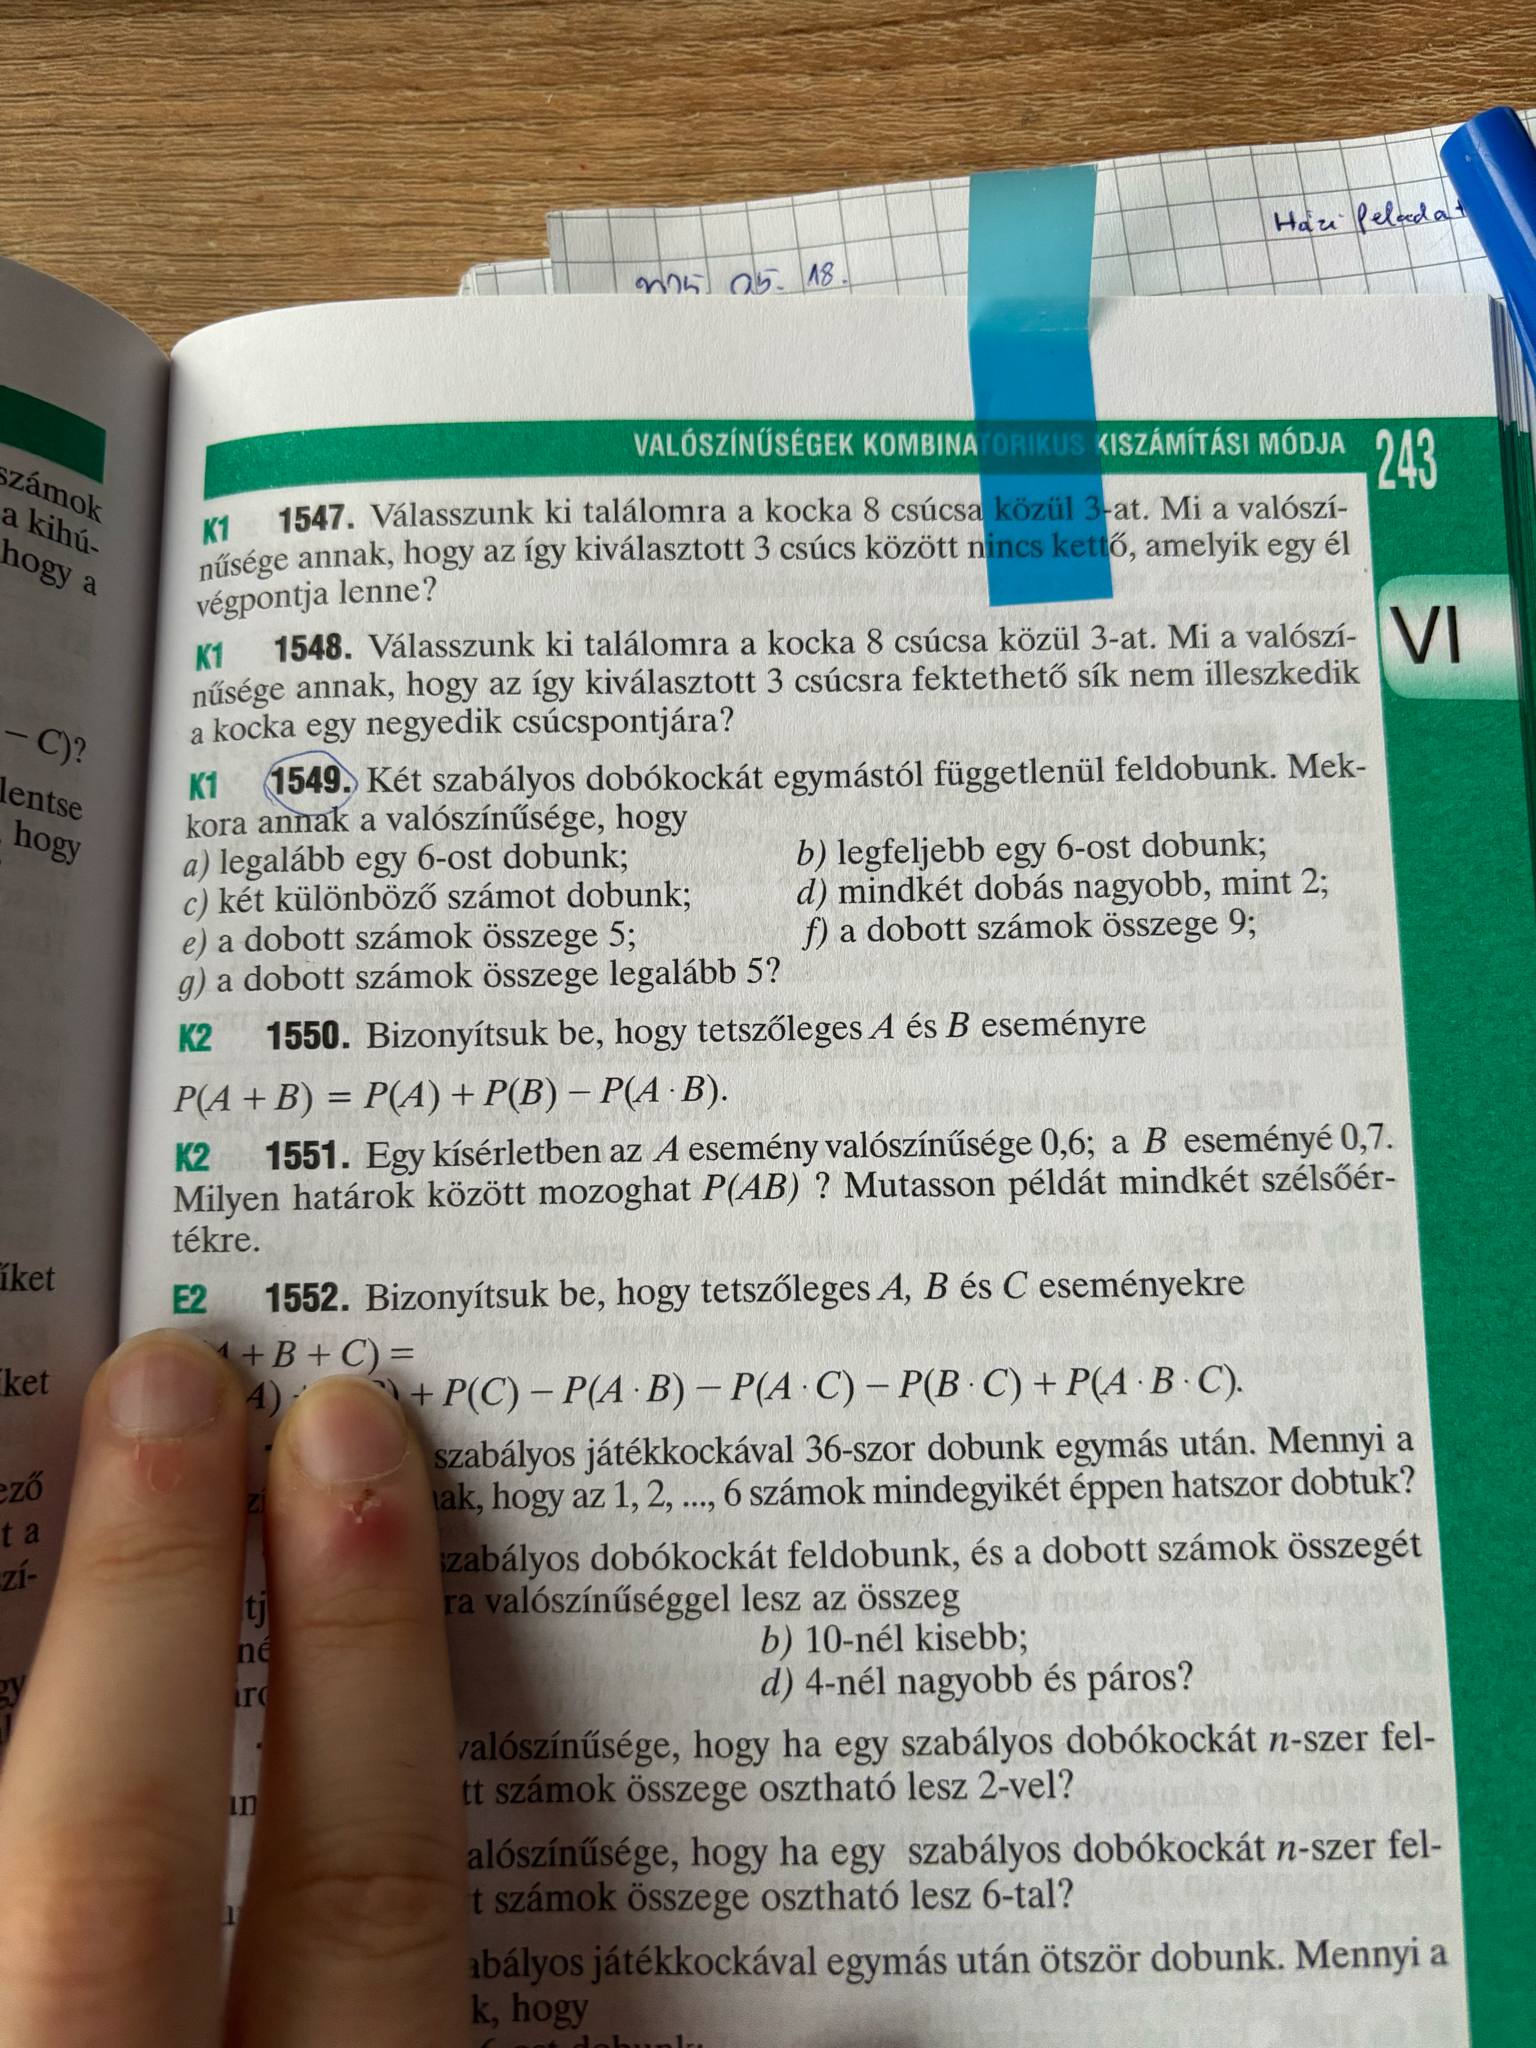 Házi feladat
05. 18.
VALÓSZÍNŰSÉGEK KOMBINATORIKUS KISZÁMÍTÁSI MÓDJA 243
K1 1547. Válasszunk ki találomra a kocka 8 csúcsa közül 3-at. Mi a valószí-
nűsége annak, hogy az így kiválasztott 3 csúcs között nincs kettő, amelyik egy él
végpontja lenne?
VI
K1 1548. Válasszunk ki találomra a kocka 8 csúcsa közül 3-at. Mi a valószí-
nűsége annak, hogy az így kiválasztott 3 csúcsra fektethető sík nem illeszkedik
a kocka egy negyedik csúcspontjára?
K1 1549. Két szabályos dobókockát egymástól függetlenül feldobunk. Mek-
kora annak a valószínűsége, hogy
a) legalább egy 6-ost dobunk; b) legfeljebb egy 6-ost dobunk;
c) két különböző számot dobunk; d) mindkét dobás nagyobb, mint 2;
e) a dobott számok összege 5; f) a dobott számok összege 9;
g) a dobott számok összege legalább 5?
K2 1550. Bizonyítsuk be, hogy tetszőleges A és B eseményre
P(A + B) = P(A) + P(B) − P(A · B).
K2 1551. Egy kísérletben az A esemény valószínűsége 0,6; a B eseményé 0,7.
Milyen határok között mozoghat P(AB) ? Mutasson példát mindkét szélsőér-
tékre.
E2 1552. Bizonyítsuk be, hogy tetszőleges A, B és C eseményekre
+ B + C) =
A) + P(C) − P(A · B) − P(A · C) − P(B · C) + P(A · B · C).
szabályos játékkockával 36-szor dobunk egymás után. Mennyi a
hogy az 1, 2, ..., 6 számok mindegyikét éppen hatszor dobtuk?
szabályos dobókockát feldobunk, és a dobott számok összegét
valószínűséggel lesz az összeg
b) 10-nél kisebb;
d) 4-nél nagyobb és páros?
valószínűsége, hogy ha egy szabályos dobókockát n-szer fel-
számok összege osztható lesz 2-vel?
alószínűsége, hogy ha egy szabályos dobókockát n-szer fel-
számok összege osztható lesz 6-tal?
abályos játékkockával egymás után ötször dobunk. Mennyi a
hogy
számok
a kihú-
hogy a
− C)?
lentse
hogy
ket
ező
t a
zí-